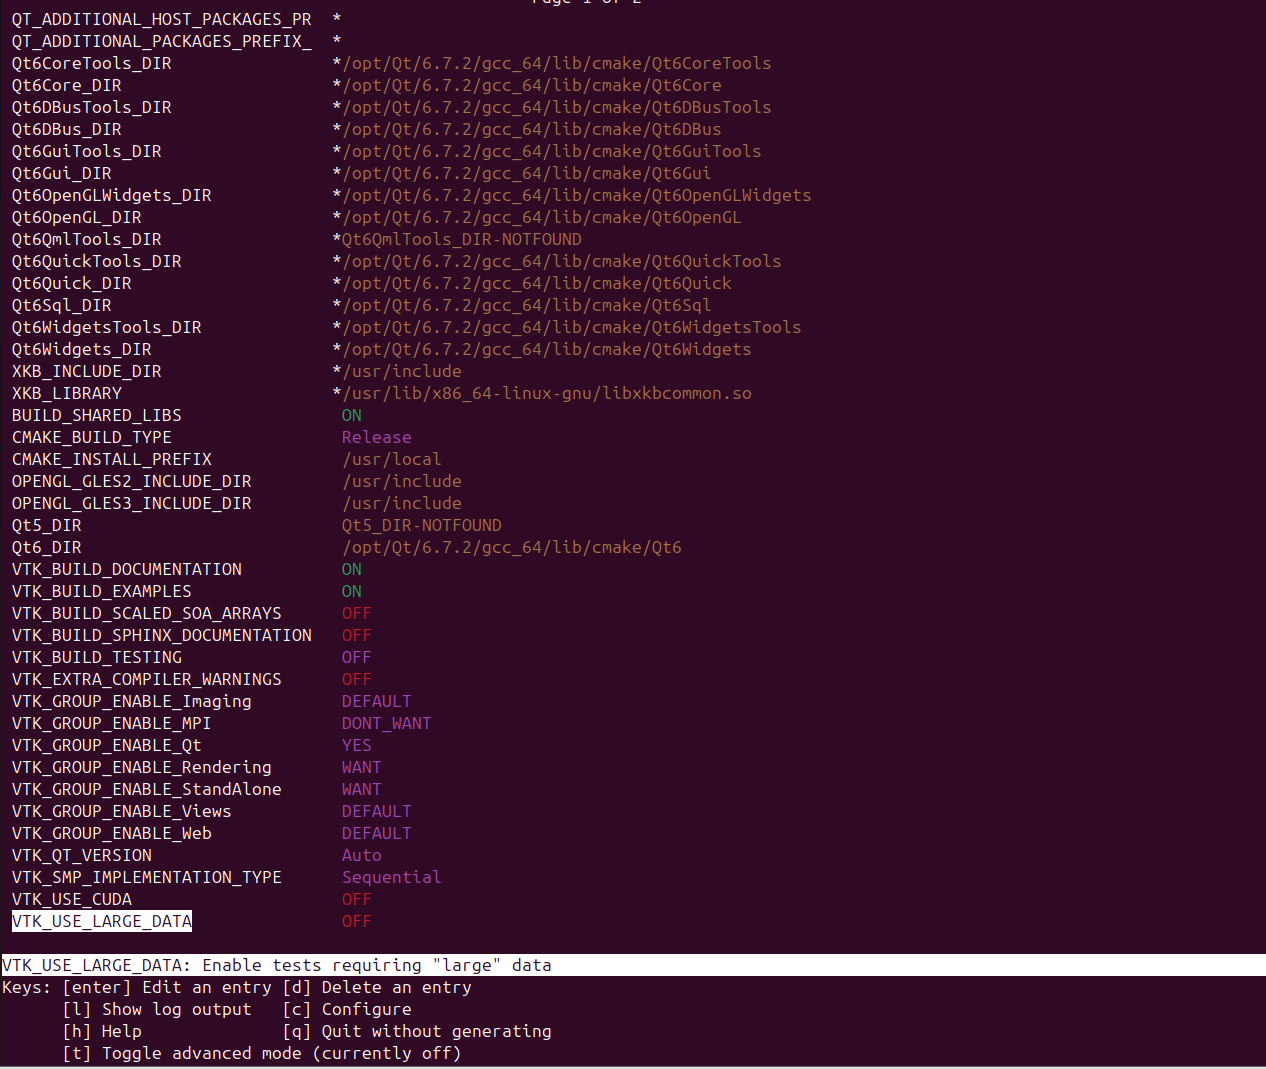 Page 1 of 2
QT_ADDITIONAL_HOST_PACKAGES_PR *
QT_ADDITIONAL_PACKAGES_PREFIX_ *
Qt6CoreTools_DIR */opt/Qt/6.7.2/gcc_64/lib/cmake/Qt6CoreTools
Qt6Core_DIR */opt/Qt/6.7.2/gcc_64/lib/cmake/Qt6Core
Qt6DBusTools_DIR */opt/Qt/6.7.2/gcc_64/lib/cmake/Qt6DBusTools
Qt6DBus_DIR */opt/Qt/6.7.2/gcc_64/lib/cmake/Qt6DBus
Qt6GuiTools_DIR */opt/Qt/6.7.2/gcc_64/lib/cmake/Qt6GuiTools
Qt6Gui_DIR */opt/Qt/6.7.2/gcc_64/lib/cmake/Qt6Gui
Qt6OpenGLWidgets_DIR */opt/Qt/6.7.2/gcc_64/lib/cmake/Qt6OpenGLWidgets
Qt6OpenGL_DIR */opt/Qt/6.7.2/gcc_64/lib/cmake/Qt6OpenGL
Qt6QmlTools_DIR *Qt6QmlTools_DIR-NOTFOUND
Qt6QuickTools_DIR */opt/Qt/6.7.2/gcc_64/lib/cmake/Qt6QuickTools
Qt6Quick_DIR */opt/Qt/6.7.2/gcc_64/lib/cmake/Qt6Quick
Qt6Sql_DIR */opt/Qt/6.7.2/gcc_64/lib/cmake/Qt6Sql
Qt6WidgetsTools_DIR */opt/Qt/6.7.2/gcc_64/lib/cmake/Qt6WidgetsTools
Qt6Widgets_DIR */opt/Qt/6.7.2/gcc_64/lib/cmake/Qt6Widgets
XKB_INCLUDE_DIR */usr/include
XKB_LIBRARY */usr/lib/x86_64-linux-gnu/libxkbcommon.so
BUILD_SHARED_LIBS ON
CMAKE_BUILD_TYPE Release
CMAKE_INSTALL_PREFIX /usr/local
OPENGL_GLES2_INCLUDE_DIR /usr/include
OPENGL_GLES3_INCLUDE_DIR /usr/include
Qt5_DIR Qt5_DIR-NOTFOUND
Qt6_DIR /opt/Qt/6.7.2/gcc_64/lib/cmake/Qt6
VTK_BUILD_DOCUMENTATION ON
VTK_BUILD_EXAMPLES ON
VTK_BUILD_SCALED_SOA_ARRAYS OFF
VTK_BUILD_SPHINX_DOCUMENTATION OFF
VTK_BUILD_TESTING OFF
VTK_EXTRA_COMPILER_WARNINGS OFF
VTK_GROUP_ENABLE_Imaging DEFAULT
VTK_GROUP_ENABLE_MPI DONT_WANT
VTK_GROUP_ENABLE_Qt YES
VTK_GROUP_ENABLE_Rendering WANT
VTK_GROUP_ENABLE_StandAlone WANT
VTK_GROUP_ENABLE_Views DEFAULT
VTK_GROUP_ENABLE_Web DEFAULT
VTK_QT_VERSION Auto
VTK_SMP_IMPLEMENTATION_TYPE Sequential
VTK_USE_CUDA OFF
VTK_USE_LARGE_DATA OFF
VTK_USE_LARGE_DATA: Enable tests requiring "large" data
Keys: [enter] Edit an entry [d] Delete an entry
[l] Show log output [c] Configure
[h] Help [q] Quit without generating
[t] Toggle advanced mode (currently off)